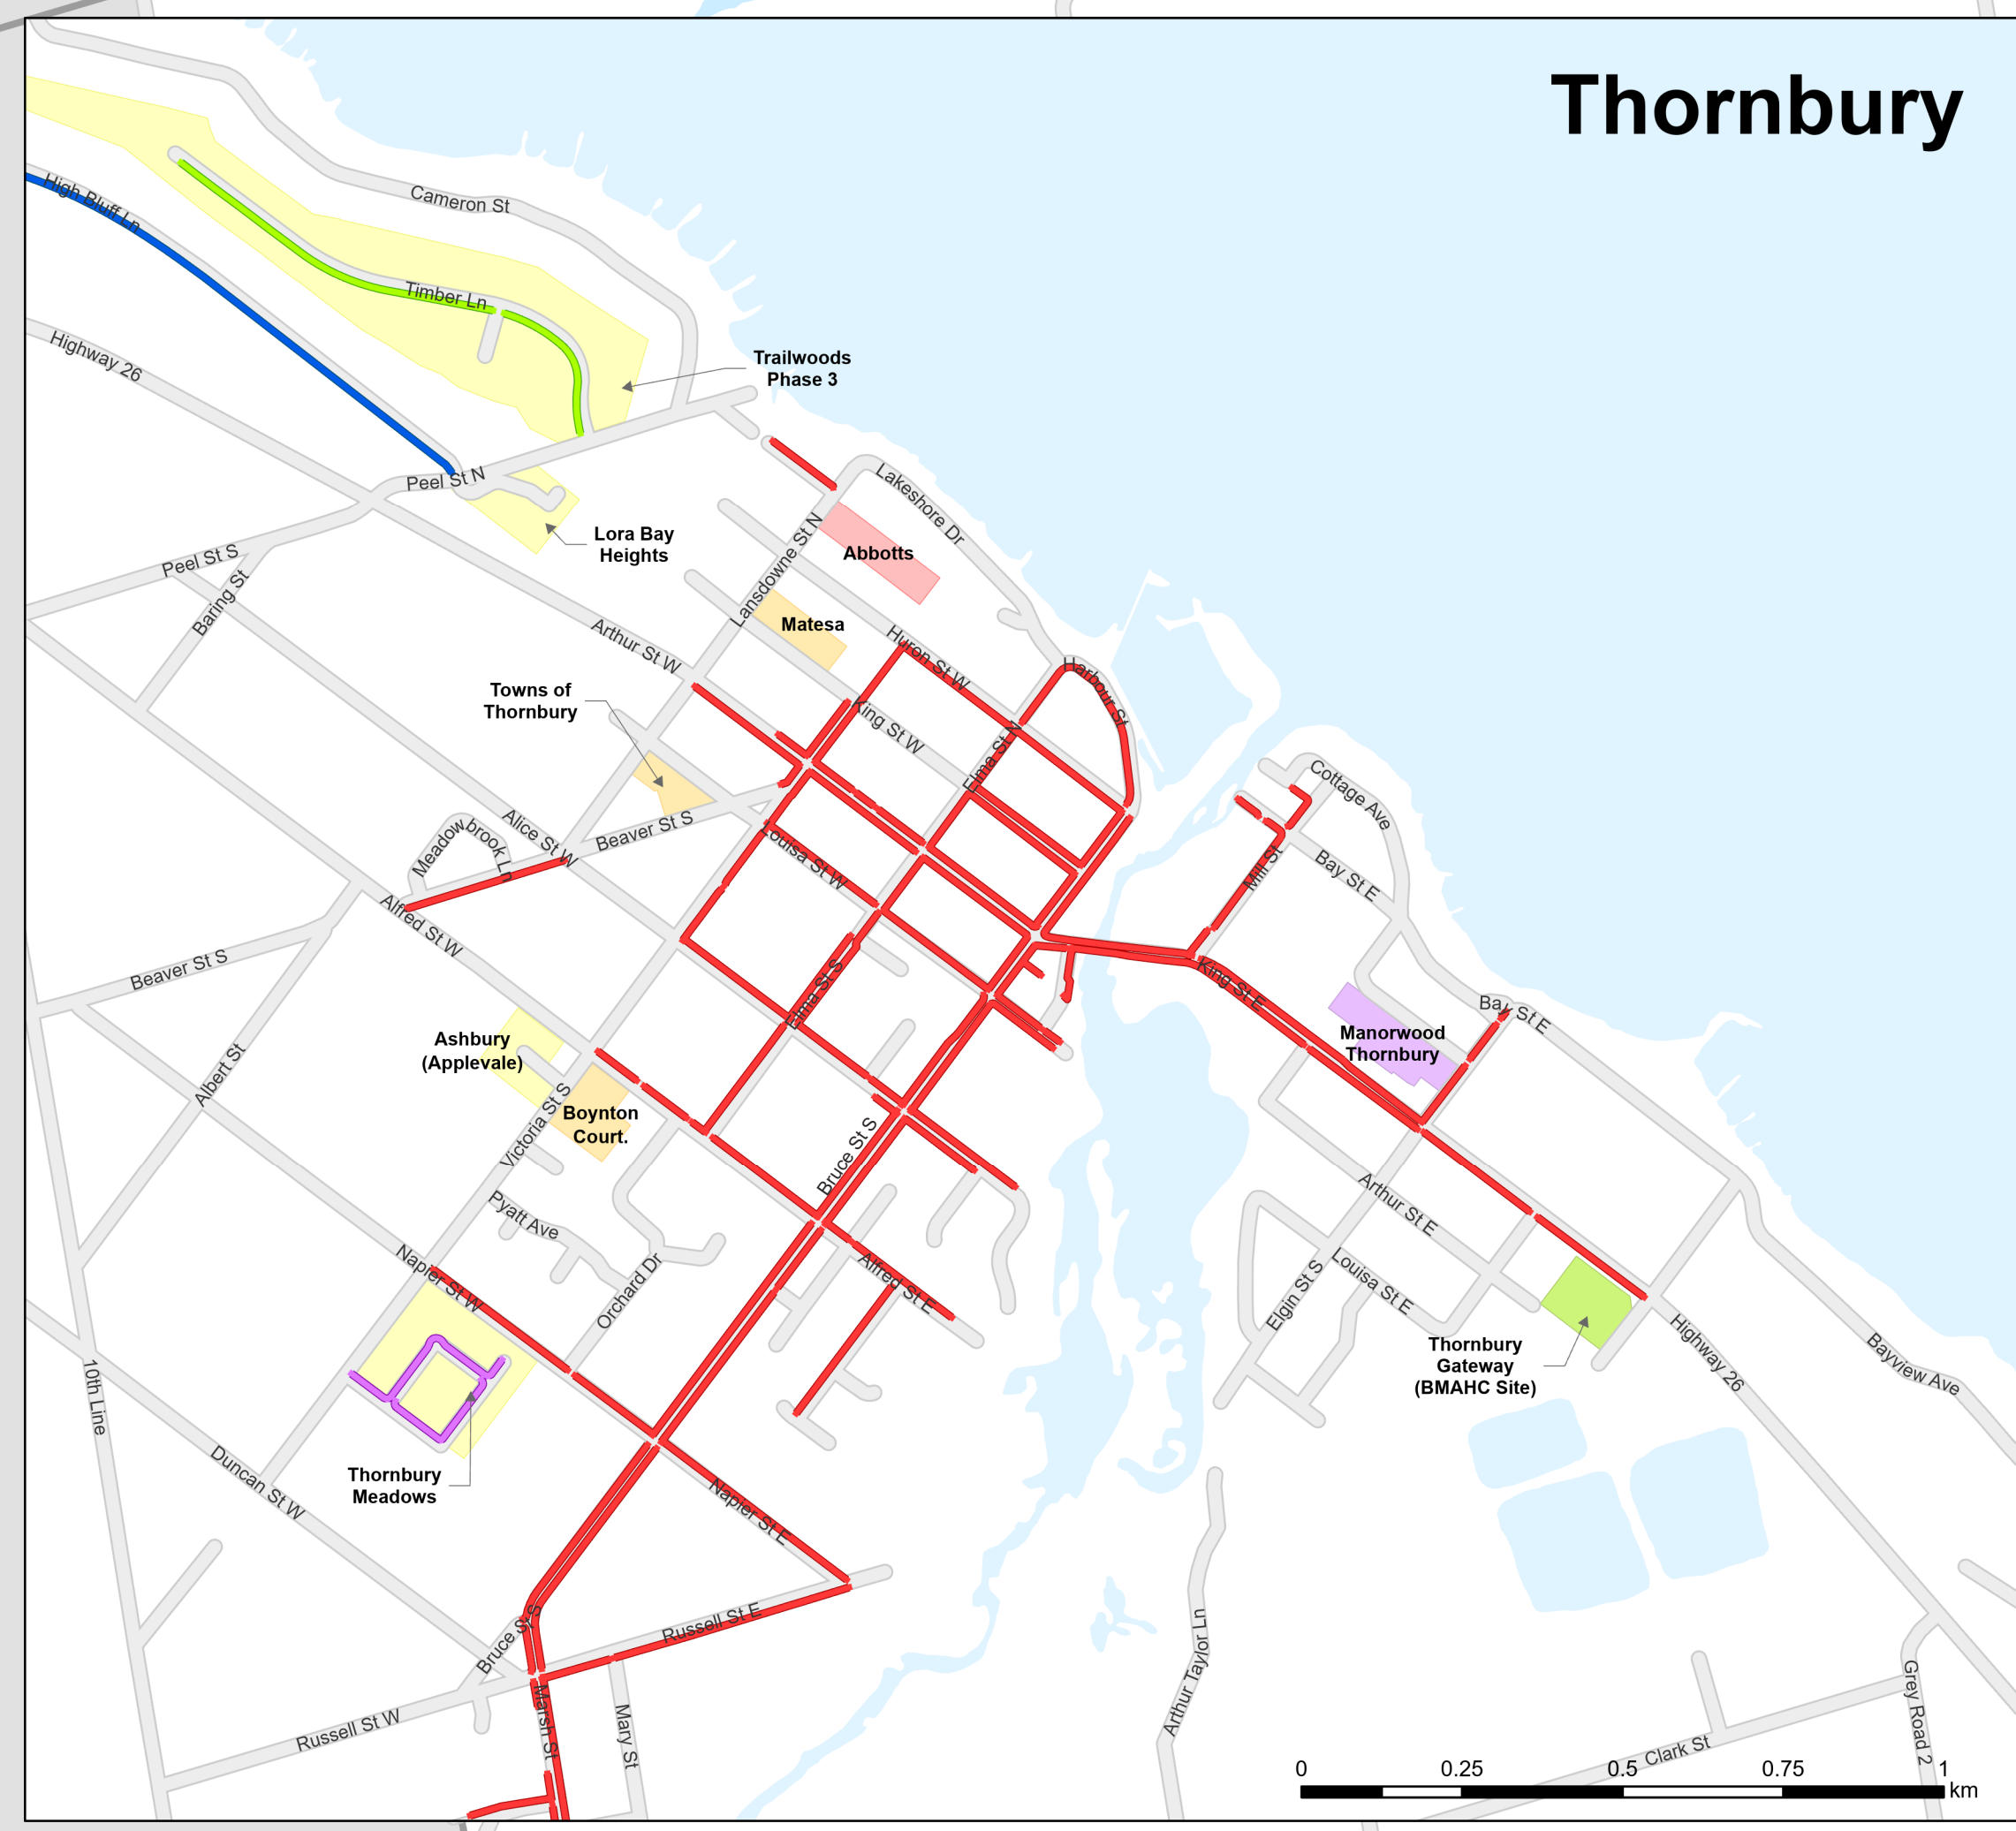 Thornbury
High Bluff Ln
Cameron St
Timber Ln
Highway 26
Trailwoods
Phase 3
Peel St N
Lakeshore Dr
Lora Bay
Heights
Abbotts
Peel St S
Lansdowne St N
Baring St
Matesa
Arthur St W
Huron St W
Harbour St
Towns of
Thornbury
King St W
Elma St N
Cottage Ave
Meadowbrook Ln
Alice St W
Beaver St S
Louisa St W
Mill St
Bay St E
Alfred St W
Beaver St S
King St E
Elma St S
Bay St E
Ashbury
(Applevale)
Manorwood
Thornbury
Albert St
Boynton
Court.
Victoria St S
Bruce St S
Pyatt Ave
Arthur St E
Napier St W
Orchard Dr
Alfred St E
Elgin St S
Louisa St E
Thornbury
Gateway
(BMAHC Site)
Highway 26
Bayview Ave
10th Line
Duncan St W
Thornbury
Meadows
Napier St E
Bruce St S
Russell St E
Arthur Taylor Ln
Russell St W
Marsh St
Mary St
Grey Road 2
Clark St
0 0.25 0.5 0.75 1
km